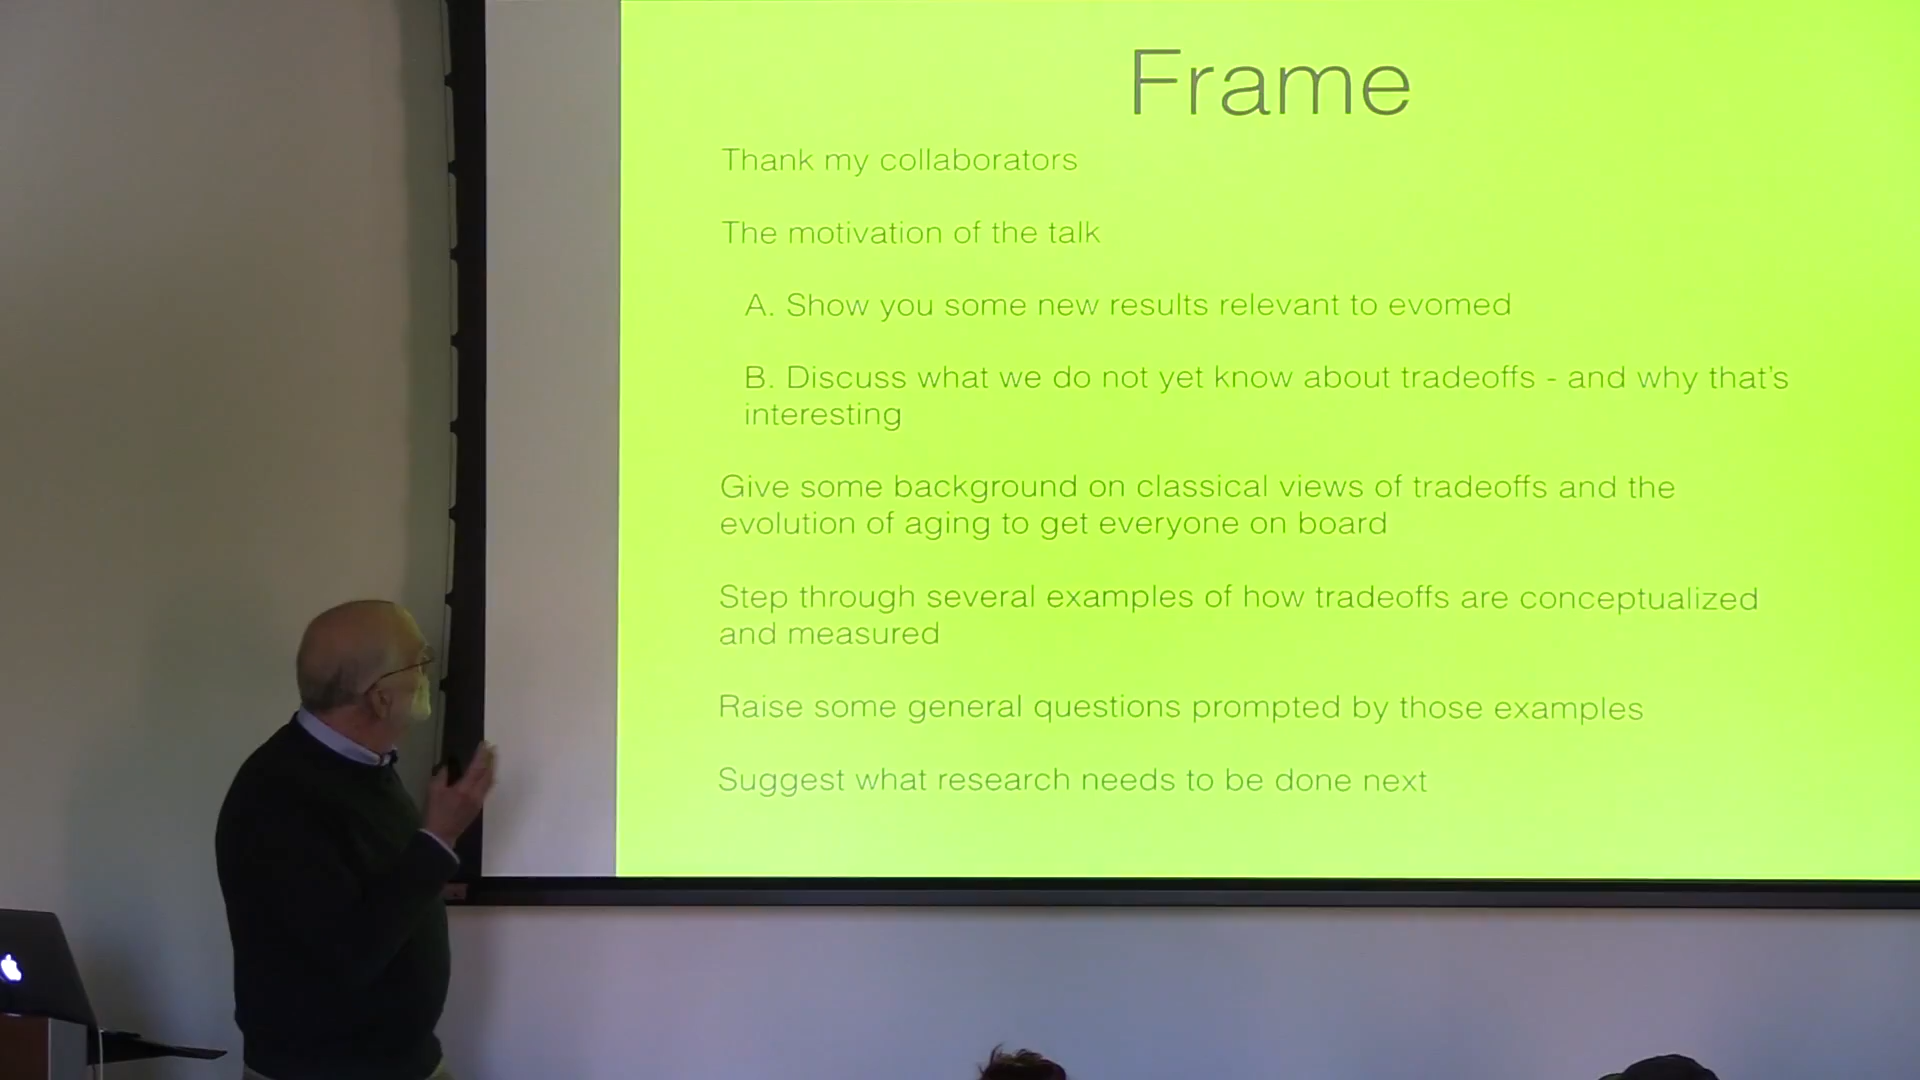 Frame
Thank my collaborators
The motivation of the talk
A. Show you some new results relevant to evomed
B. Discuss what we do not yet know about tradeoffs - and why that's
interesting
Give some background on classical views of tradeoffs and the
evolution of aging to get everyone on board
Step through several examples of how tradeoffs are conceptualized
and measured
Raise some general questions prompted by those examples
Suggest what research needs to be done next